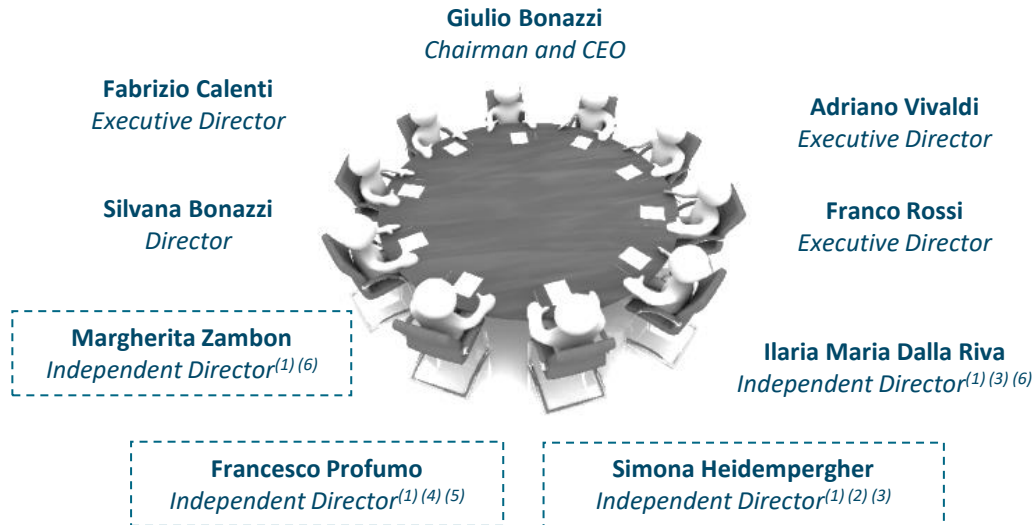 Giulio Bonazzi
Chairman and CEO
Fabrizio Calenti
Executive Director
Adriano Vivaldi
Executive Director
Silvana Bonazzi
Director
Franco Rossi
Executive Director
Margherita Zambon
Independent Director(1) (6)
Ilaria Maria Dalla Riva
Independent Director(1) (3) (6)
Francesco Profumo
Independent Director(1) (4) (5)
Simona Heidempergher
Independent Director(1) (2) (3)